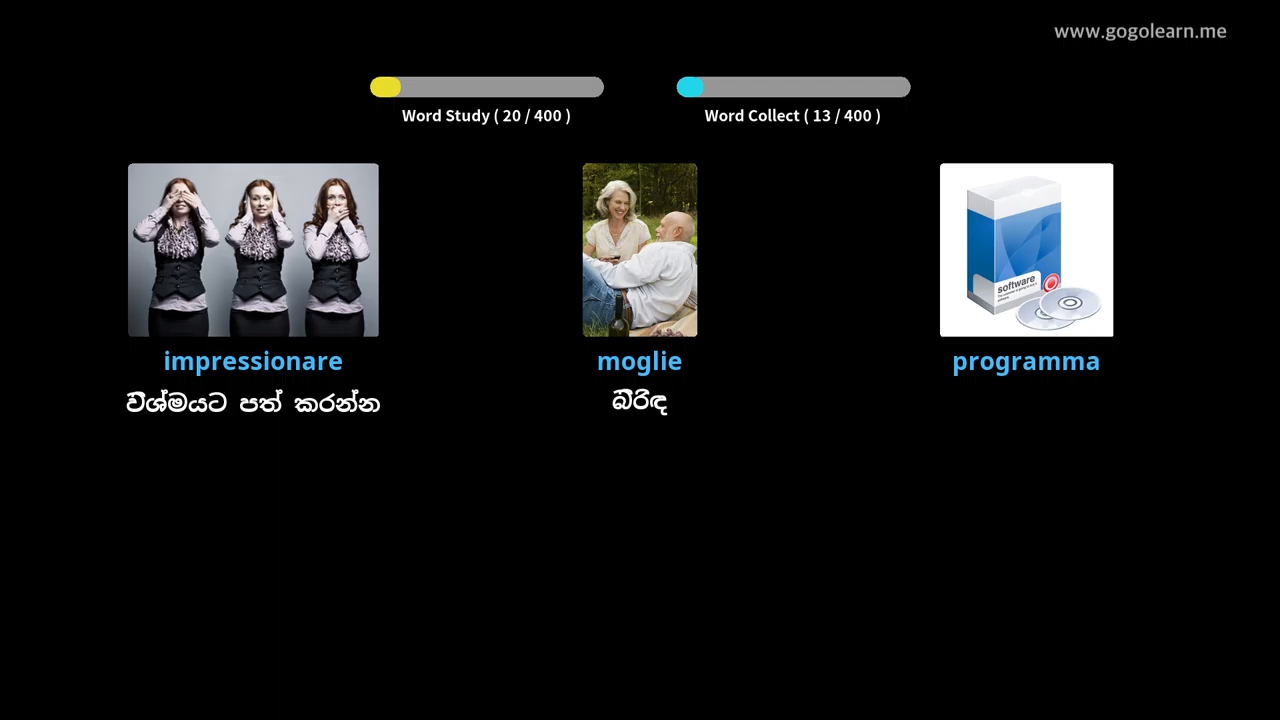 www.gogolearn.me
Word Study ( 20 / 400 )
Word Collect ( 13 / 400 )
software
impressionare
moglie
programma
විශ්මයට පත් කරන්න
බිරිඳ